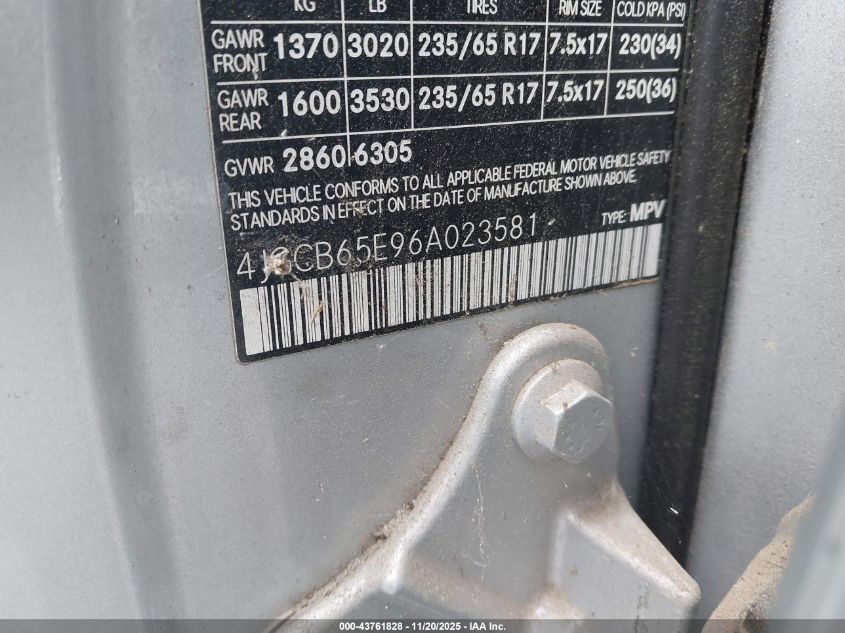 KG LB TIRES RIM SIZE COLD KPA (PSI)
GAWR FRONT 1370 3020 235/65 R17 7.5x17 230(34)
GAWR REAR 1600 3530 235/65 R17 7.5x17 250(36)
GVWR 2860 6305
THIS VEHICLE CONFORMS TO ALL APPLICABLE FEDERAL MOTOR VEHICLE SAFETY
STANDARDS IN EFFECT ON THE DATE OF MANUFACTURE SHOWN ABOVE.
TYPE: MPV
000-43761828 - 11/20/2025 - IAA Inc.